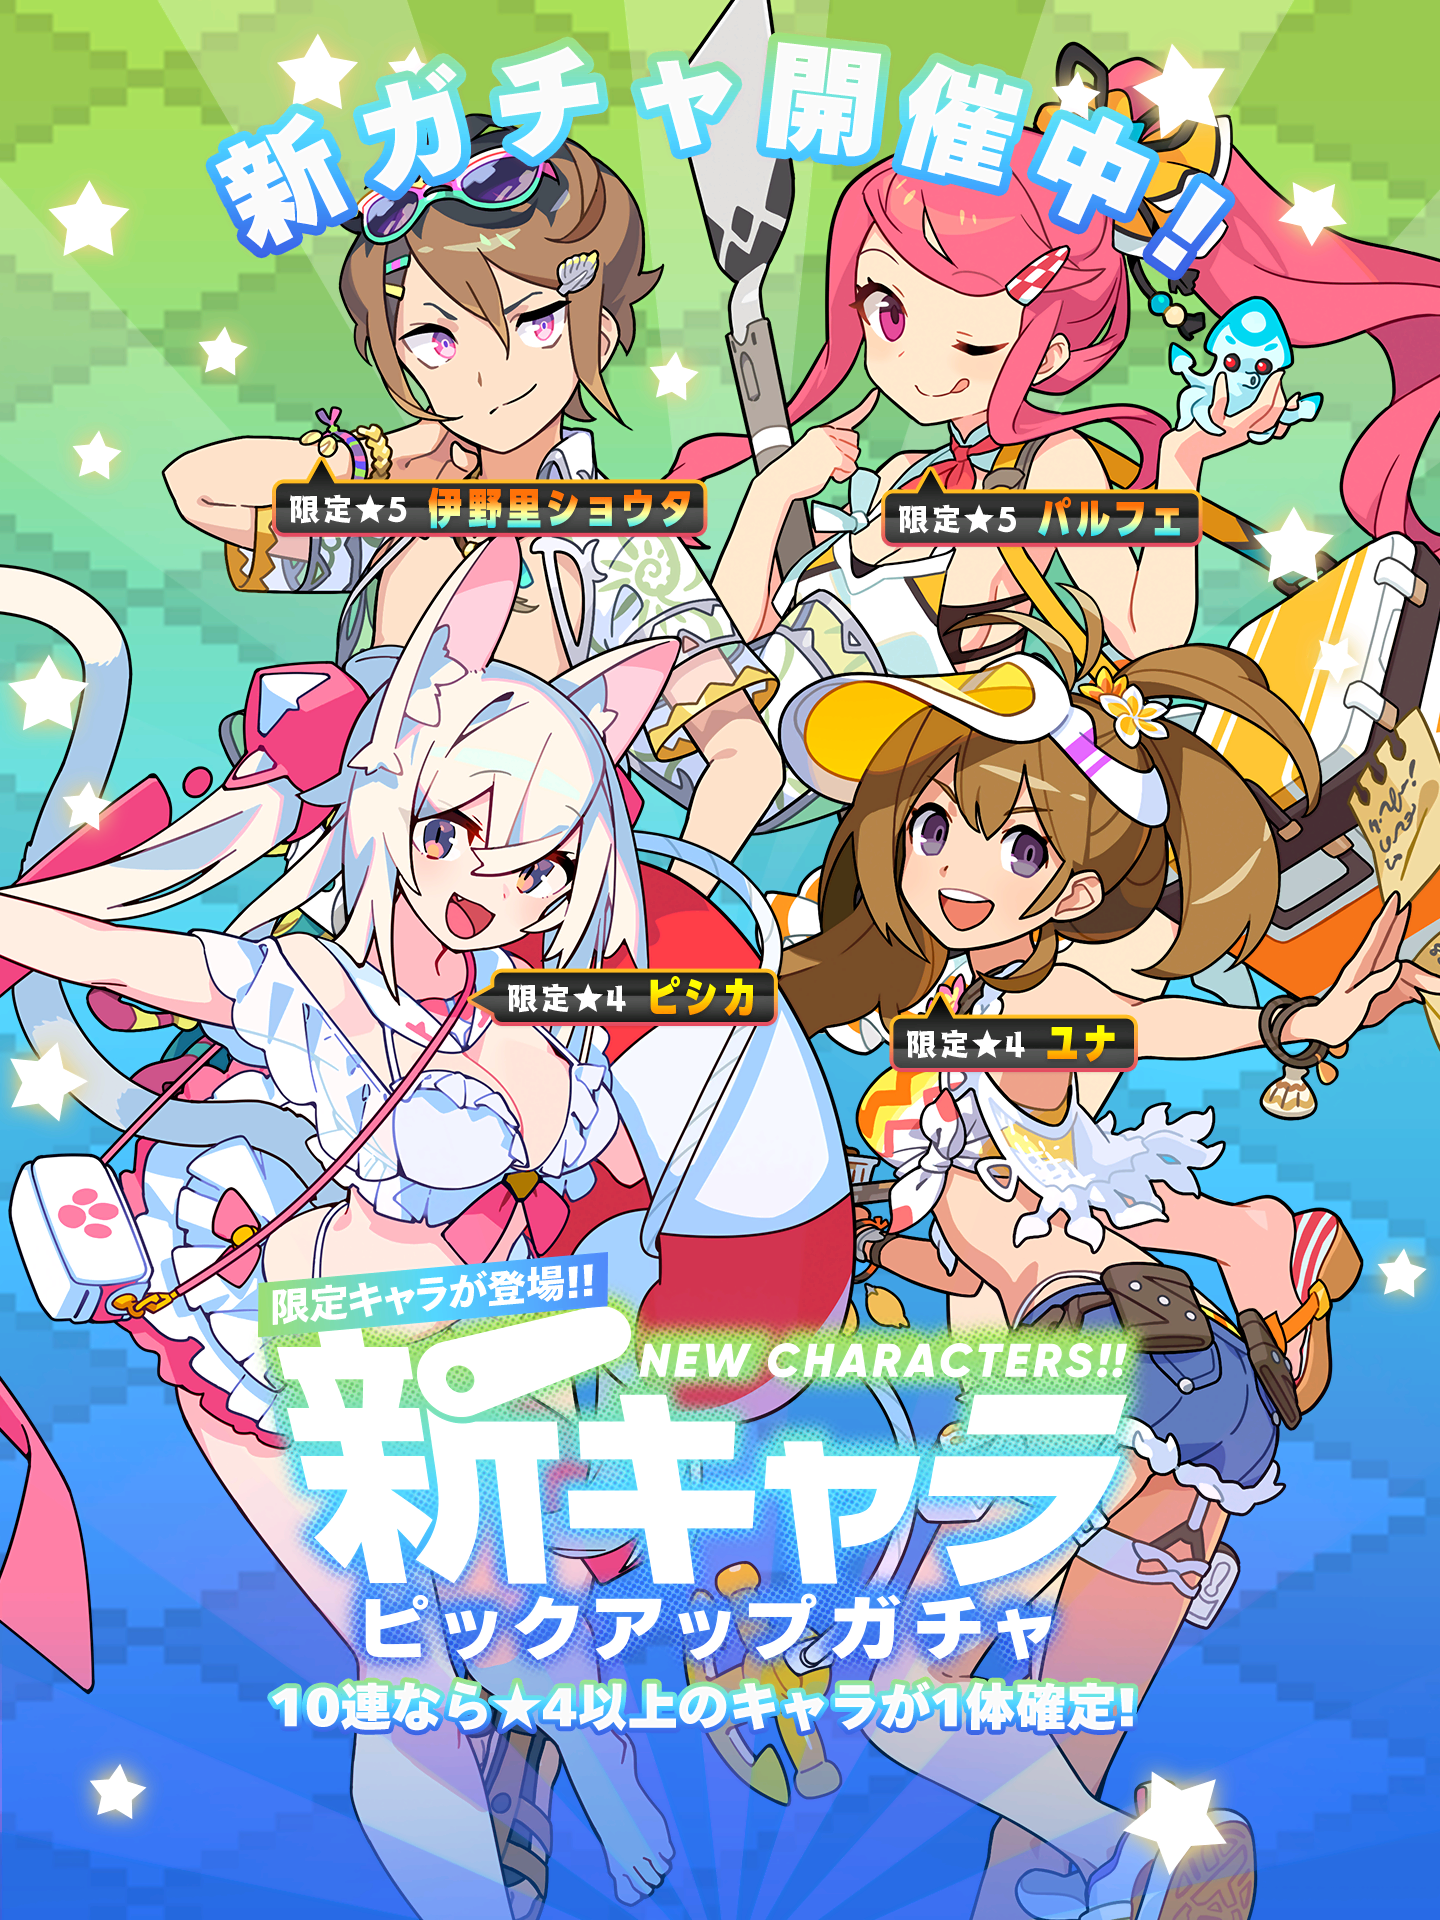 新ガチャ開催中!
限定★5 伊野里ショウタ
限定★5 パルフェ
限定★4 ピシカ
限定★4 ユナ
限定キャラが登場!!
NEW CHARACTERS!!
新キャラ
ピックアップガチャ
10連なら★4以上のキャラが1体確定!